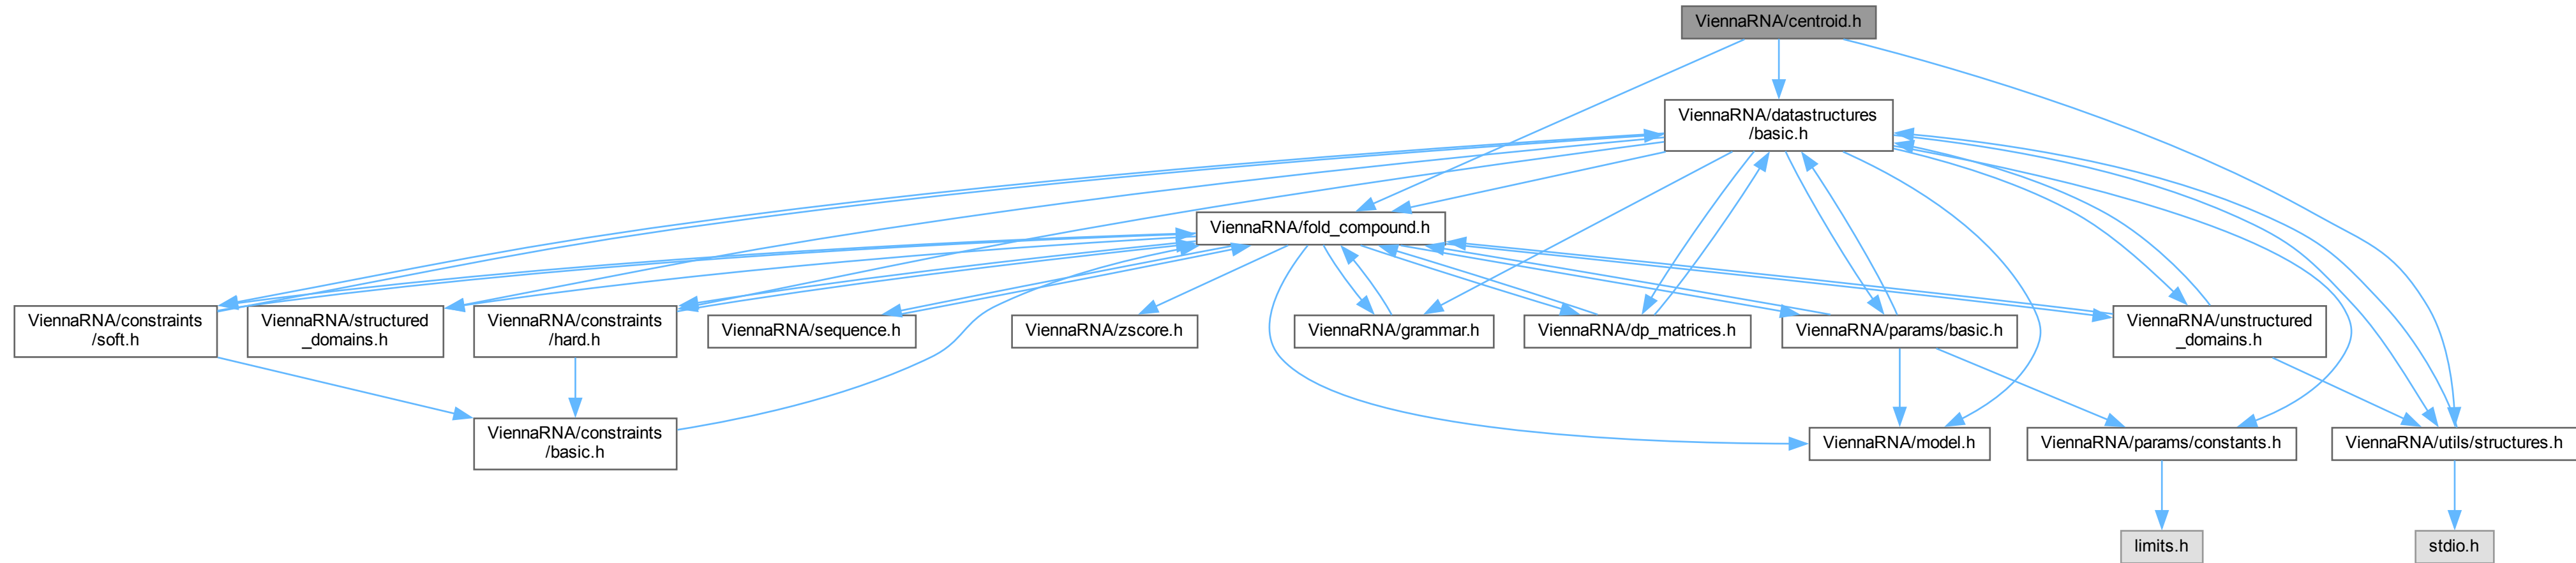 ViennaRNA/centroid.h
ViennaRNA/datastructures
/basic.h
ViennaRNA/fold_compound.h
ViennaRNA/constraints
/soft.h
ViennaRNA/structured
_domains.h
ViennaRNA/constraints
/hard.h
ViennaRNA/sequence.h
ViennaRNA/zscore.h
ViennaRNA/grammar.h
ViennaRNA/dp_matrices.h
ViennaRNA/params/basic.h
ViennaRNA/unstructured
_domains.h
ViennaRNA/constraints
/basic.h
ViennaRNA/model.h
ViennaRNA/params/constants.h
ViennaRNA/utils/structures.h
limits.h
stdio.h